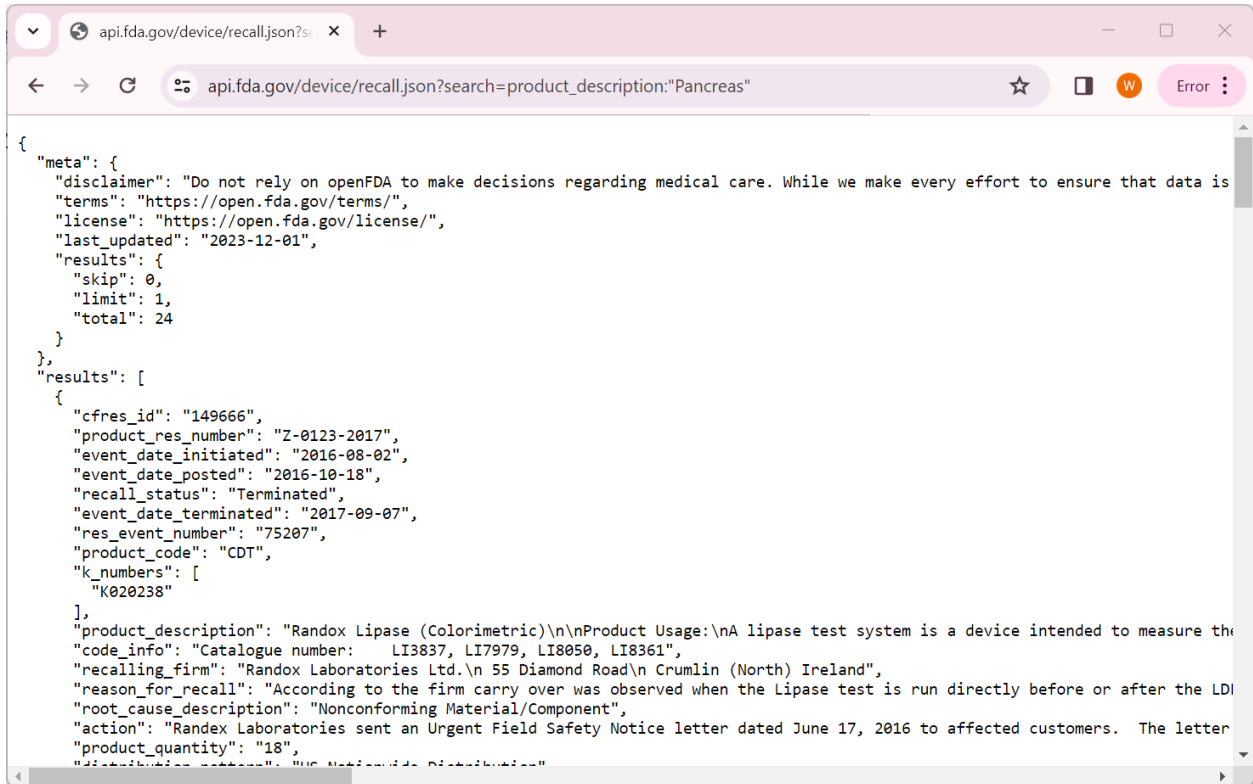 api.fda.gov/device/recall.json?s
api.fda.gov/device/recall.json?search=product_description:"Pancreas"
W
Error
{
  "meta": {
    "disclaimer": "Do not rely on openFDA to make decisions regarding medical care. While we make every effort to ensure that data is
    "terms": "https://open.fda.gov/terms/",
    "license": "https://open.fda.gov/license/",
    "last_updated": "2023-12-01",
    "results": {
      "skip": 0,
      "limit": 1,
      "total": 24
    }
  },
  "results": [
    {
      "cfres_id": "149666",
      "product_res_number": "Z-0123-2017",
      "event_date_initiated": "2016-08-02",
      "event_date_posted": "2016-10-18",
      "recall_status": "Terminated",
      "event_date_terminated": "2017-09-07",
      "res_event_number": "75207",
      "product_code": "CDT",
      "k_numbers": [
        "K020238"
      ],
      "product_description": "Randox Lipase (Colorimetric)\n\nProduct Usage:\nA lipase test system is a device intended to measure the
      "code_info": "Catalogue number:    LI3837, LI7979, LI8050, LI8361",
      "recalling_firm": "Randox Laboratories Ltd.\n 55 Diamond Road\n Crumlin (North) Ireland",
      "reason_for_recall": "According to the firm carry over was observed when the Lipase test is run directly before or after the LD
      "root_cause_description": "Nonconforming Material/Component",
      "action": "Randex Laboratories sent an Urgent Field Safety Notice letter dated June 17, 2016 to affected customers.  The letter
      "product_quantity": "18",
      "distribution_pattern": "US Nationwide Distribution"